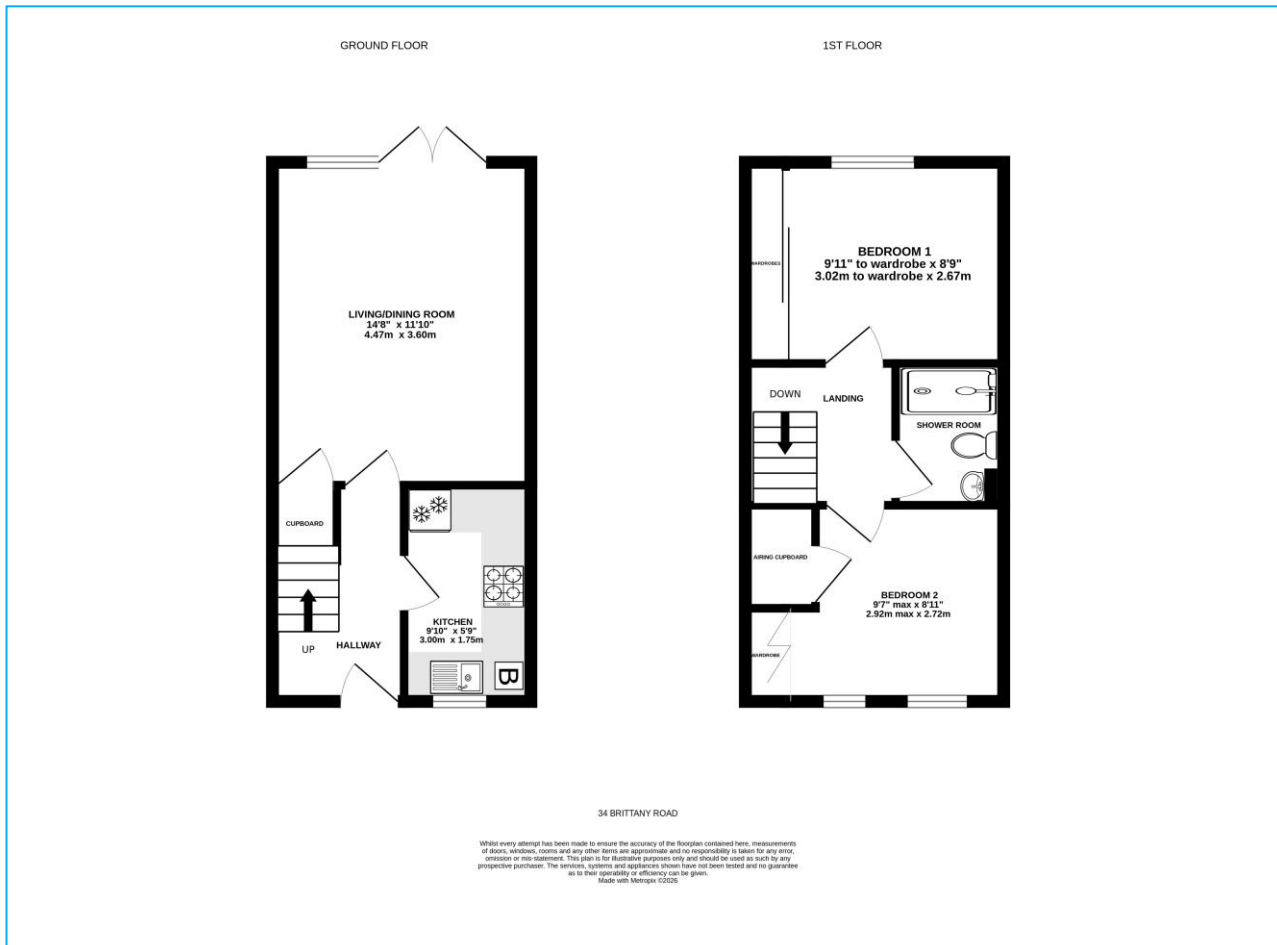 GROUND FLOOR
1ST FLOOR
LIVING/DINING ROOM
14'8" x 11'10"
4.47m x 3.60m
CUPBOARD
UP
HALLWAY
KITCHEN
9'10" x 5'9"
3.00m x 1.75m
B
WARDROBES
BEDROOM 1
9'11" to wardrobe x 8'9"
3.02m to wardrobe x 2.67m
DOWN
LANDING
SHOWER ROOM
AIRING CUPBOARD
BEDROOM 2
9'7" max x 8'11"
2.92m max x 2.72m
WARDROBE
34 BRITTANY ROAD
Whilst every attempt has been made to ensure the accuracy of the floorplan contained here, measurements
of doors, windows, rooms and any other items are approximate and no responsibility is taken for any error,
omission or mis-statement. This plan is for illustrative purposes only and should be used as such by any
prospective purchaser. The services, systems and appliances shown have not been tested and no guarantee
as to their operability or efficiency can be given.
Made with Metropix ©2026